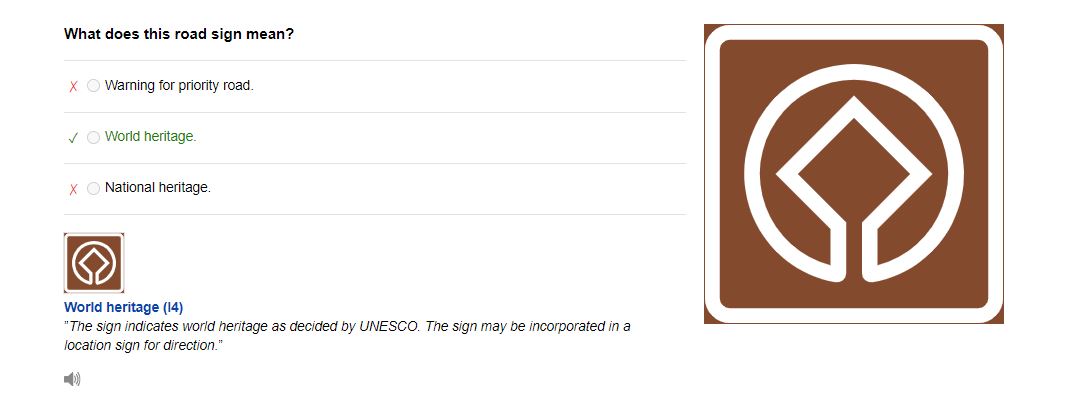 What does this road sign mean?
Warning for priority road.
World heritage.
National heritage.
World heritage (I4)
"The sign indicates world heritage as decided by UNESCO. The sign may be incorporated in a
location sign for direction."